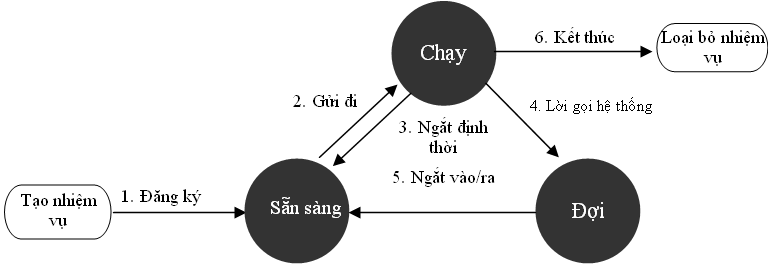 Chạy
6. Kết thúc
Loại bỏ nhiệm
vụ
2. Gửi đi
3. Ngắt định
thời
4. Lời gọi hệ thống
5. Ngắt vào/ra
Tạo nhiệm
vụ
1. Đăng ký
Sẵn sàng
Đợi